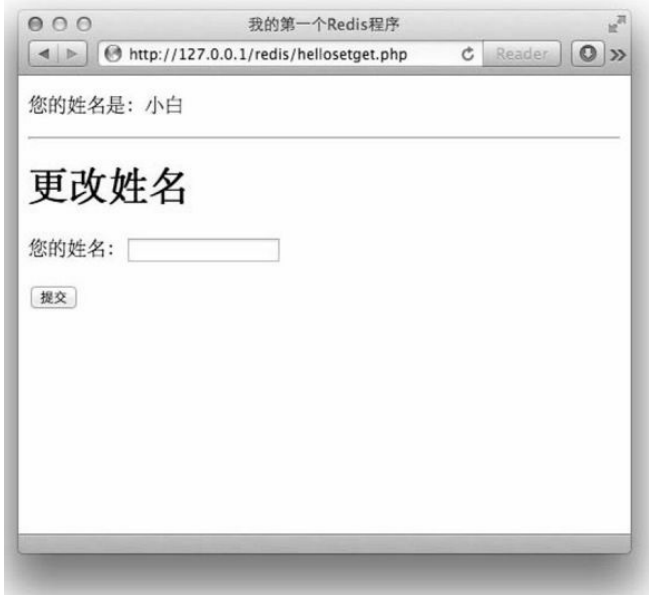 我的第一个Redis程序
http://127.0.0.1/redis/hellosetget.php
Reader
您的姓名是：小白
更改姓名
您的姓名：
提交